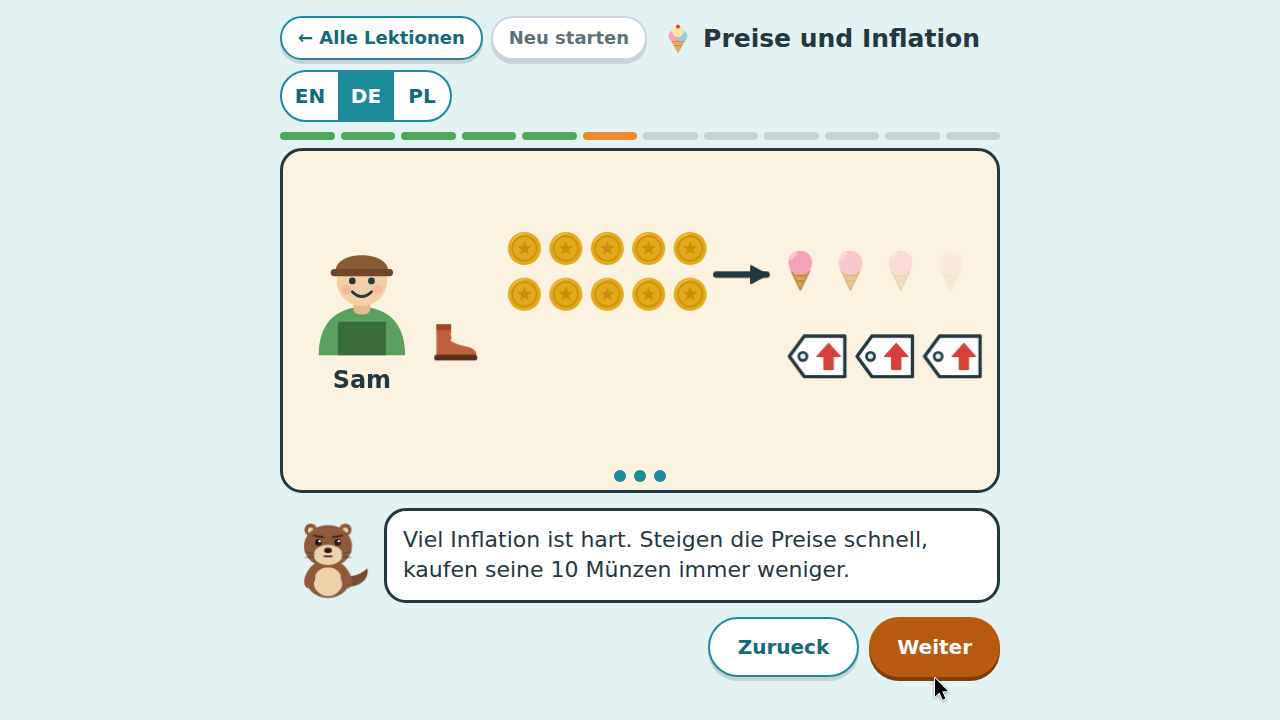 ← Alle Lektionen
Neu starten
Preise und Inflation
EN DE PL
Sam
Viel Inflation ist hart. Steigen die Preise schnell,
kaufen seine 10 Münzen immer weniger.
Zurueck
Weiter